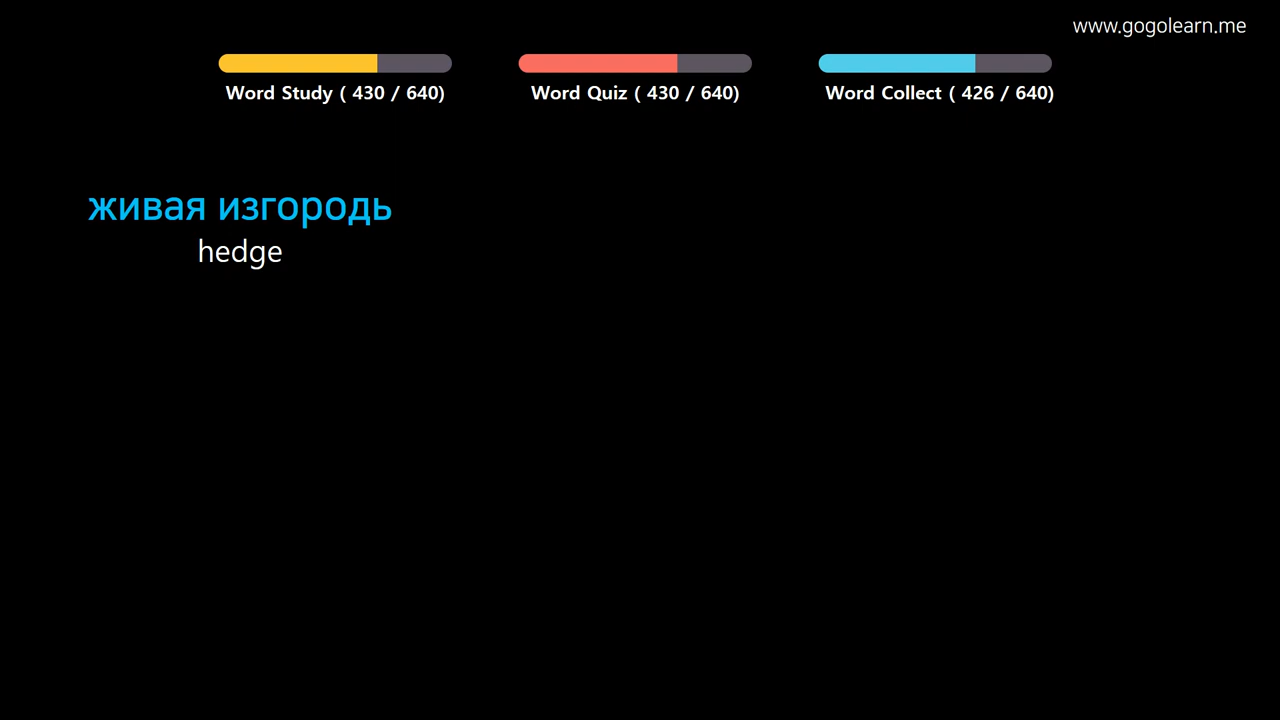 www.gogolearn.me
Word Study ( 430 / 640)
Word Quiz ( 430 / 640)
Word Collect ( 426 / 640)
живая изгородь
hedge